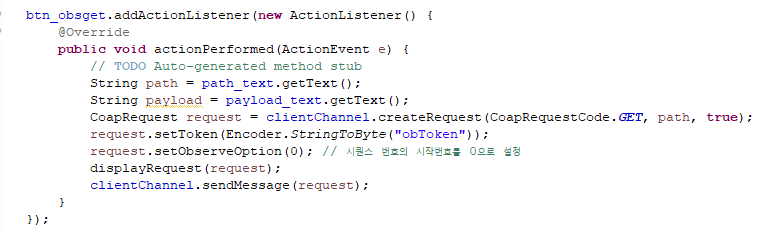 btn_obsget.addActionListener(new ActionListener() {
@Override
public void actionPerformed(ActionEvent e) {
// TODO Auto-generated method stub
String path = path_text.getText();
String payload = payload_text.getText();
CoapRequest request = clientChannel.createRequest(CoapRequestCode.GET, path, true);
request.setToken(Encoder.StringToByte("obToken"));
request.setObserveOption(0); // 시퀀스 번호의 시작번호를 0으로 설정
displayRequest(request);
clientChannel.sendMessage(request);
}
});